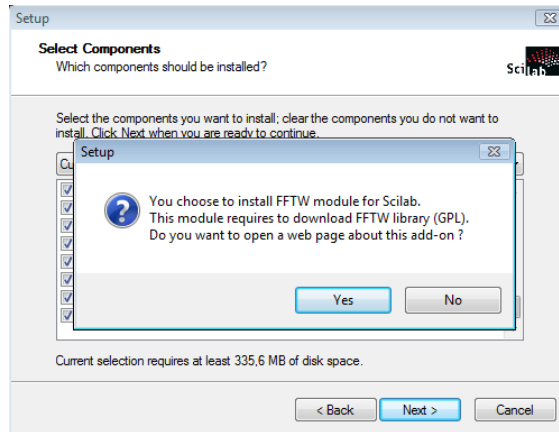 Setup
Select Components
Which components should be installed?
Scilab
Select the components you want to install; clear the components you do not want to
install. Click Next when you are ready to continue.
Setup
You choose to install FFTW module for Scilab.
This module requires to download FFTW library (GPL).
Do you want to open a web page about this add-on ?
Yes
No
Current selection requires at least 335,6 MB of disk space.
< Back
Next >
Cancel